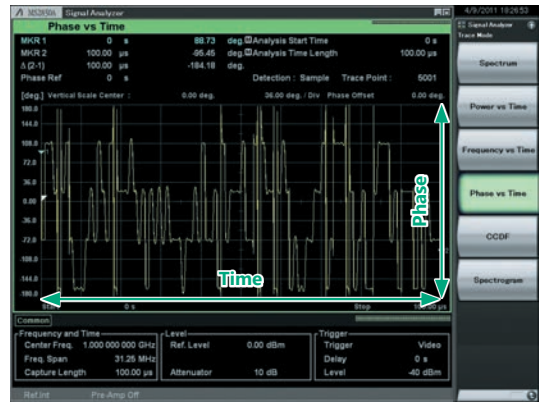 MS2850A Signal Analyzer 4/9/2011 18:26:53
Phase vs Time
MKR 1 0 s 88.73 deg. Analysis Start Time 0 s
MKR 2 100.00 µs -95.45 deg. Analysis Time Length 100.00 µs
Δ (2-1) 100.00 µs -184.18 deg.
Phase Ref 0 s Detection : Sample Trace Point : 5001
[deg.] Vertical Scale Center : 0.00 deg. 36.00 deg. / Div Phase Offset 0.00 deg.
180.0
144.0
108.0
72.0
36.0
0.00
-36.0
-72.0
-108.0
144.0
180.0
Phase
Time
Start 0 s Stop 100.00 µs
Common
Frequency and Time
Center Freq. 1.000 000 000 GHz
Freq. Span 31.25 MHz
Capture Length 100.00 µs
Level
Ref. Level 0.00 dBm
Attenuator 10 dB
Trigger
Trigger Video
Delay 0 s
Level -40 dBm
Ref.Int Pre-Amp Off
Signal Analyzer
Trace Mode
Spectrum
Power vs Time
Frequency vs Time
Phase vs Time
CCDF
Spectrogram